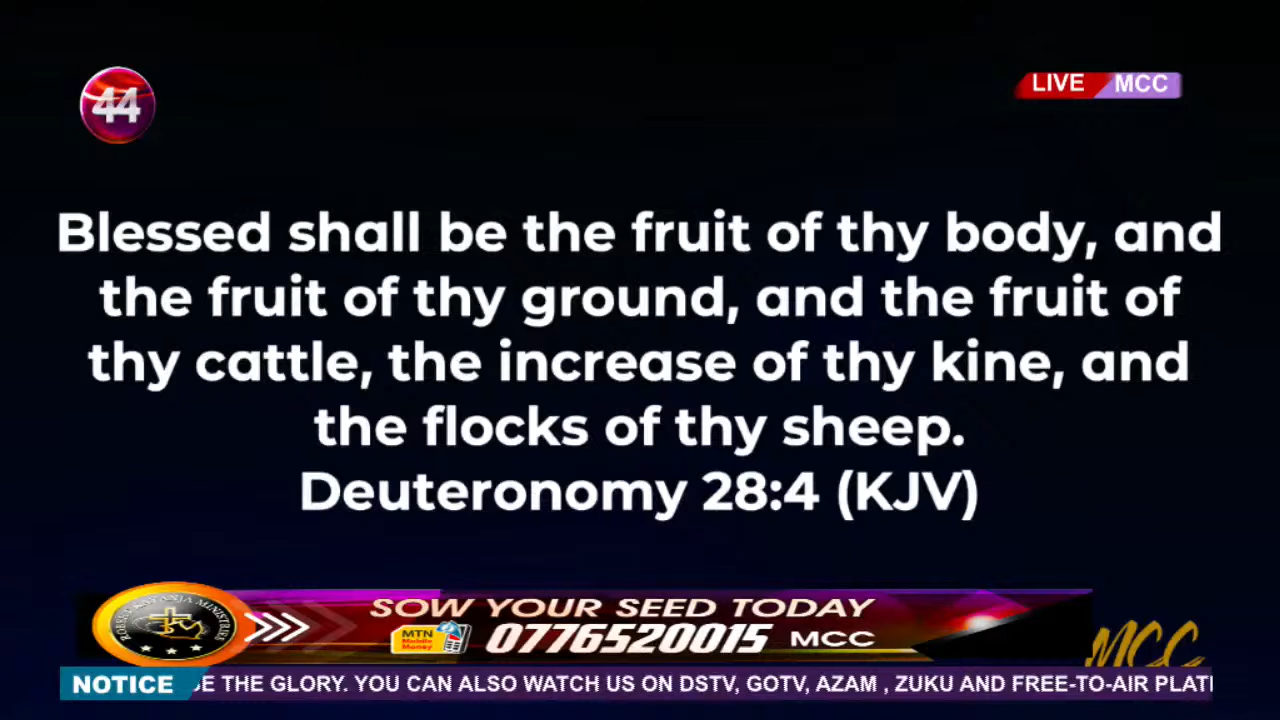 44
LIVE MCC
Blessed shall be the fruit of thy body, and
the fruit of thy ground, and the fruit of
thy cattle, the increase of thy kine, and
the flocks of thy sheep.
Deuteronomy 28:4 (KJV)
SOW YOUR SEED TODAY
MTN
Mobile
Money
0776520015 MCC
MINISTRIES
MCC
NOTICE THE GLORY. YOU CAN ALSO WATCH US ON DSTV, GOTV, AZAM , ZUKU AND FREE-TO-AIR